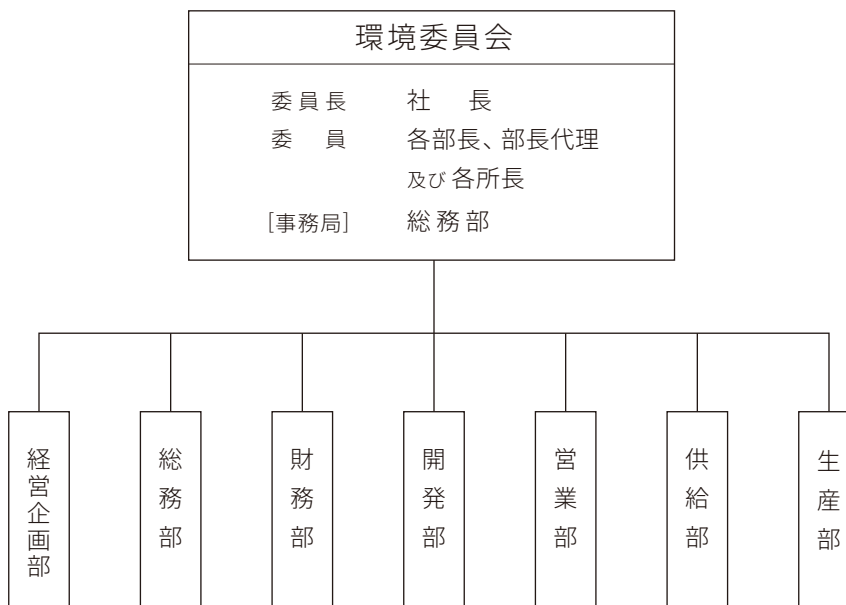 環境委員会
委員長 社長
委員 各部長、部長代理
及び各所長
[事務局] 総務部
経営企画部
総務部
財務部
開発部
営業部
供給部
生産部